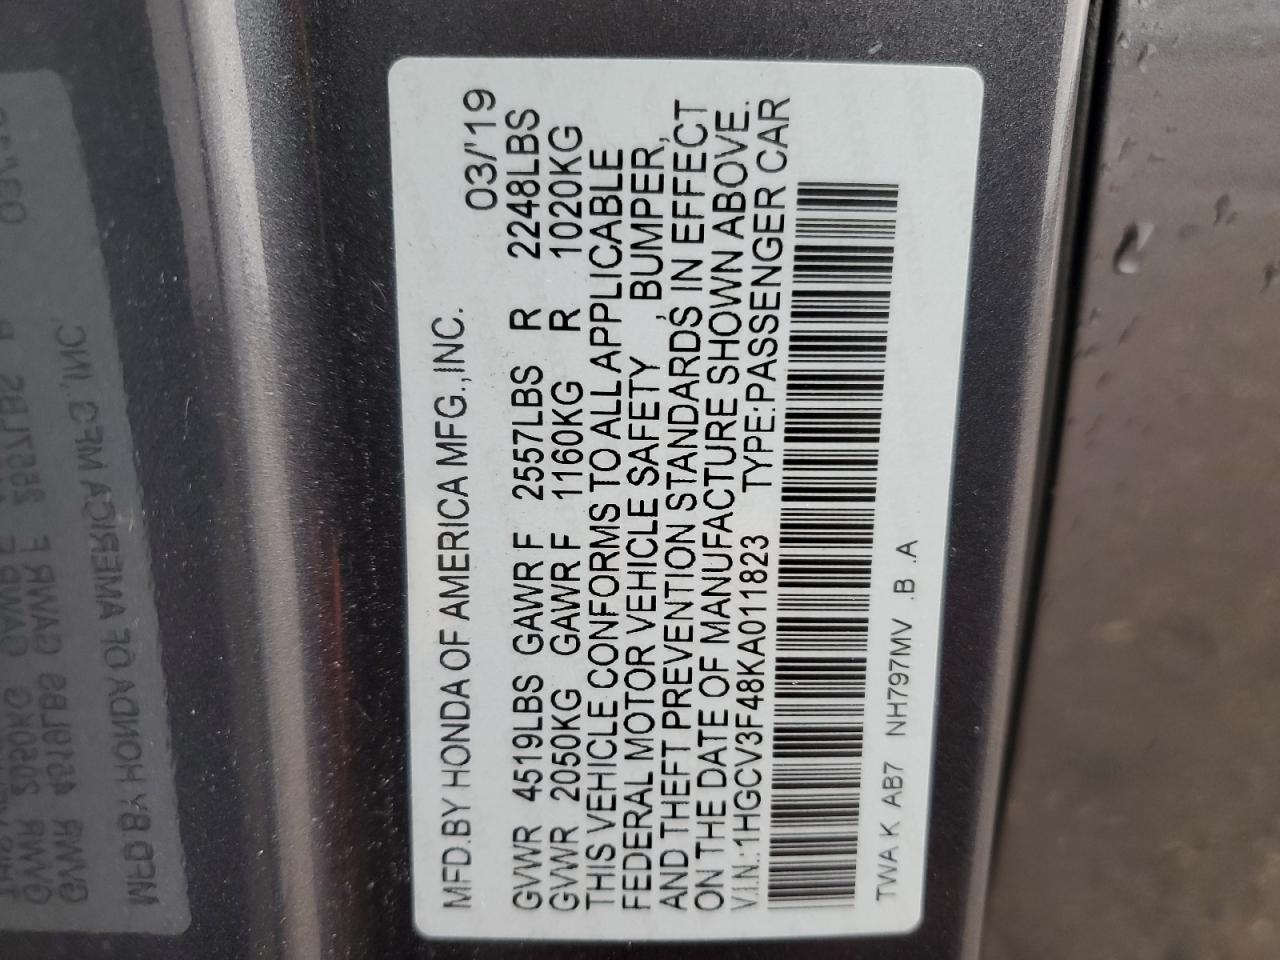 MFD.BY HONDA OF AMERICA MFG.,INC. 03/'19
GVWR 4519LBS GAWR F 2557LBS R 2248LBS
GVWR 2050KG GAWR F 1160KG R 1020KG
THIS VEHICLE CONFORMS TO ALL APPLICABLE
FEDERAL MOTOR VEHICLE SAFETY , BUMPER,
AND THEFT PREVENTION STANDARDS IN EFFECT
ON THE DATE OF MANUFACTURE SHOWN ABOVE.
V.I.N.:1HGCV3F48KA011823 TYPE:PASSENGER CAR
TWA K AB7 NH797MV .B .A